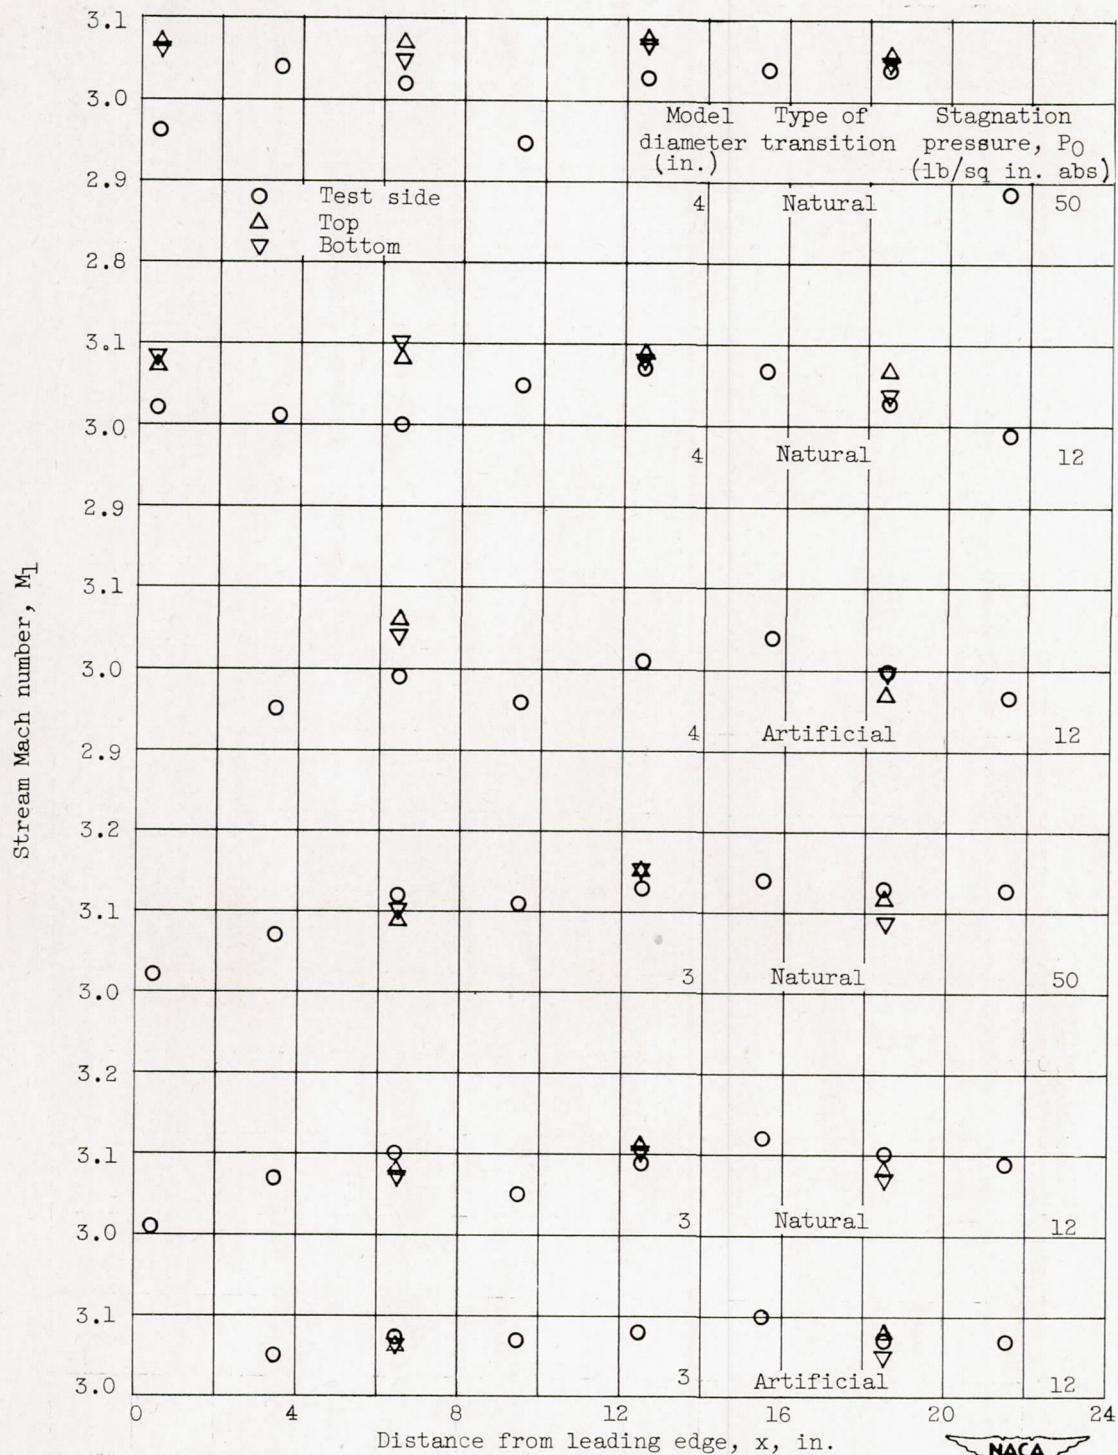 3.1
3.0
Model Type of Stagnation
diameter transition pressure, P0
(in.) (lb/sq in. abs)
2.9
Test side
4 Natural 50
Top
Bottom
2.8
3.1
3.0
4 Natural 12
2.9
3.1
3.0
4 Artificial 12
2.9
Stream Mach number, M1
3.2
3.1
3 Natural 50
3.0
3.2
3.1
3 Natural 12
3.0
3.1
3 Artificial 12
3.0
0 4 8 12 16 20 24
Distance from leading edge, x, in.
NACA